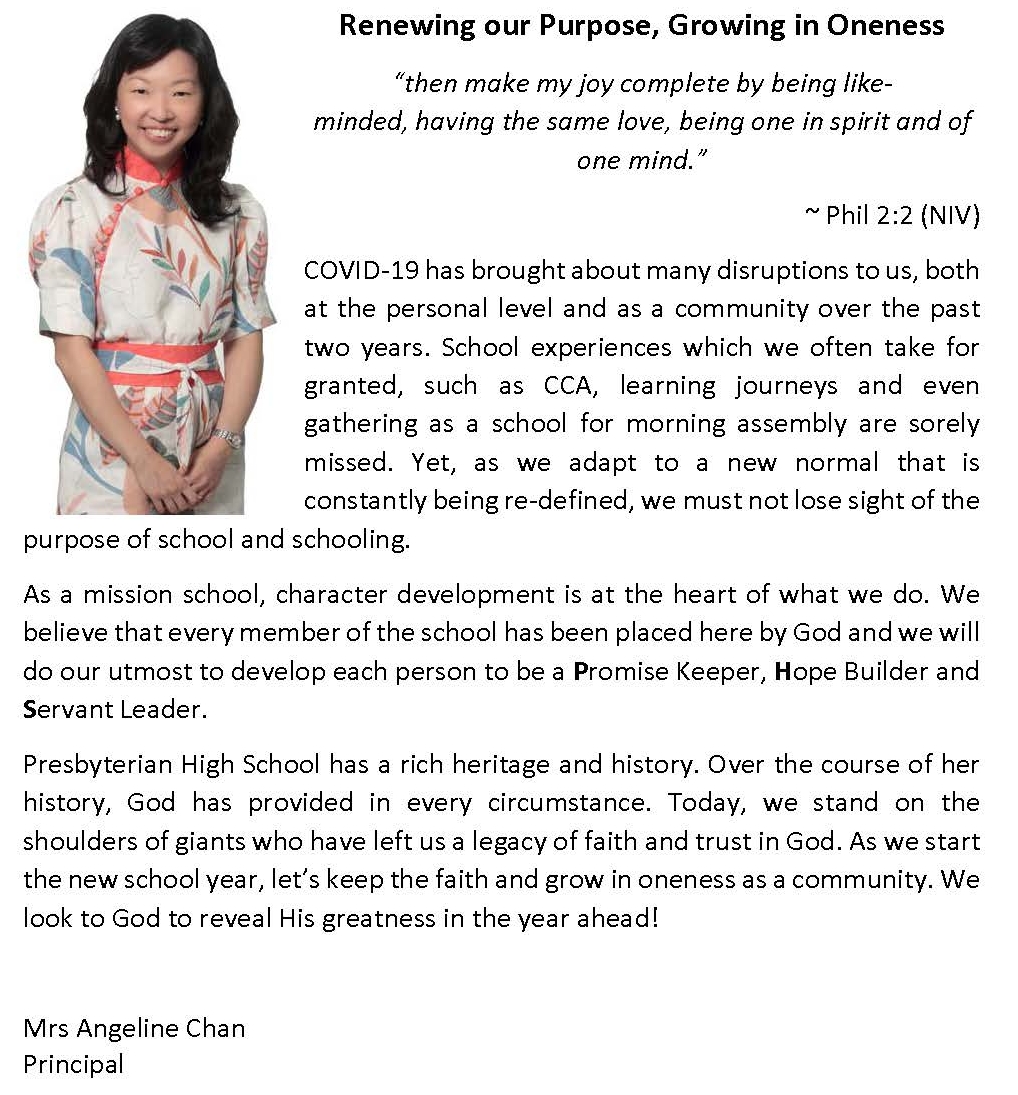 Renewing our Purpose, Growing in Oneness
“then make my joy complete by being like-
minded, having the same love, being one in spirit and of
one mind.”
~ Phil 2:2 (NIV)
COVID-19 has brought about many disruptions to us, both
at the personal level and as a community over the past
two years. School experiences which we often take for
granted, such as CCA, learning journeys and even
gathering as a school for morning assembly are sorely
missed. Yet, as we adapt to a new normal that is
constantly being re-defined, we must not lose sight of the
purpose of school and schooling.
As a mission school, character development is at the heart of what we do. We
believe that every member of the school has been placed here by God and we will
do our utmost to develop each person to be a Promise Keeper, Hope Builder and
Servant Leader.
Presbyterian High School has a rich heritage and history. Over the course of her
history, God has provided in every circumstance. Today, we stand on the
shoulders of giants who have left us a legacy of faith and trust in God. As we start
the new school year, let’s keep the faith and grow in oneness as a community. We
look to God to reveal His greatness in the year ahead!
Mrs Angeline Chan
Principal